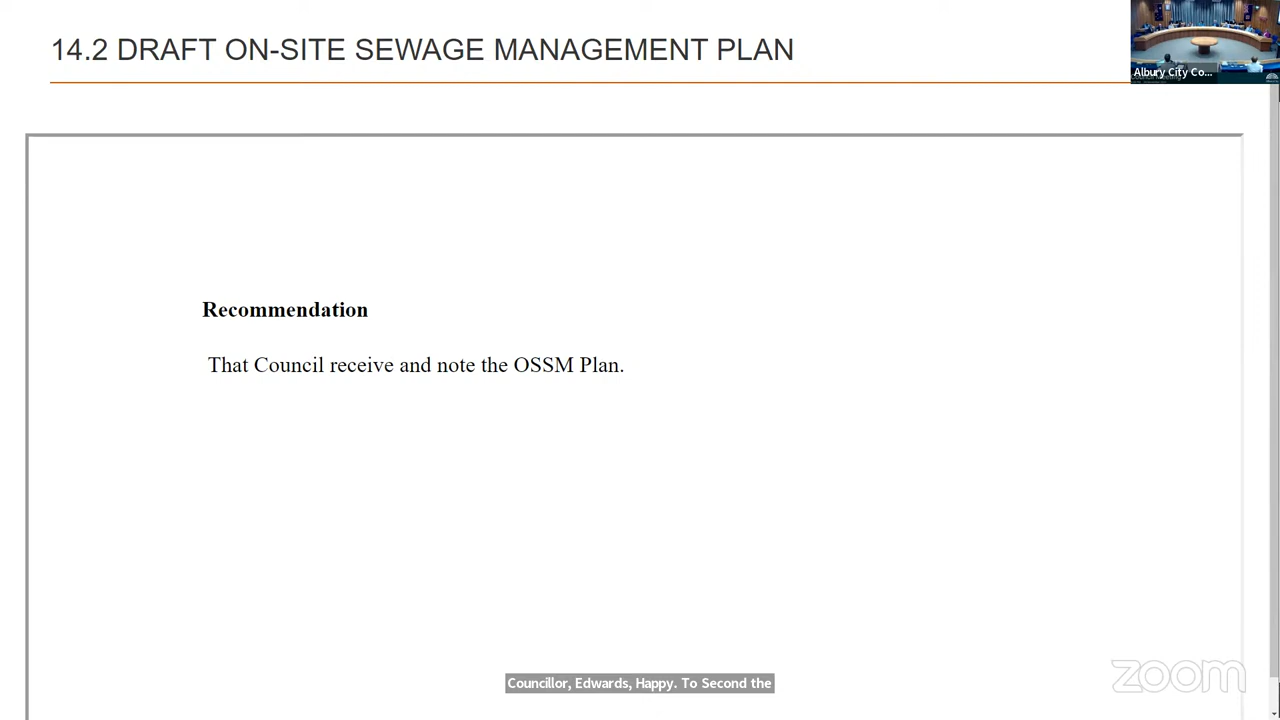 14.2 DRAFT ON-SITE SEWAGE MANAGEMENT PLAN
Albury City Co...
Recommendation
That Council receive and note the OSSM Plan.
Councillor, Edwards, Happy. To Second the
zoom